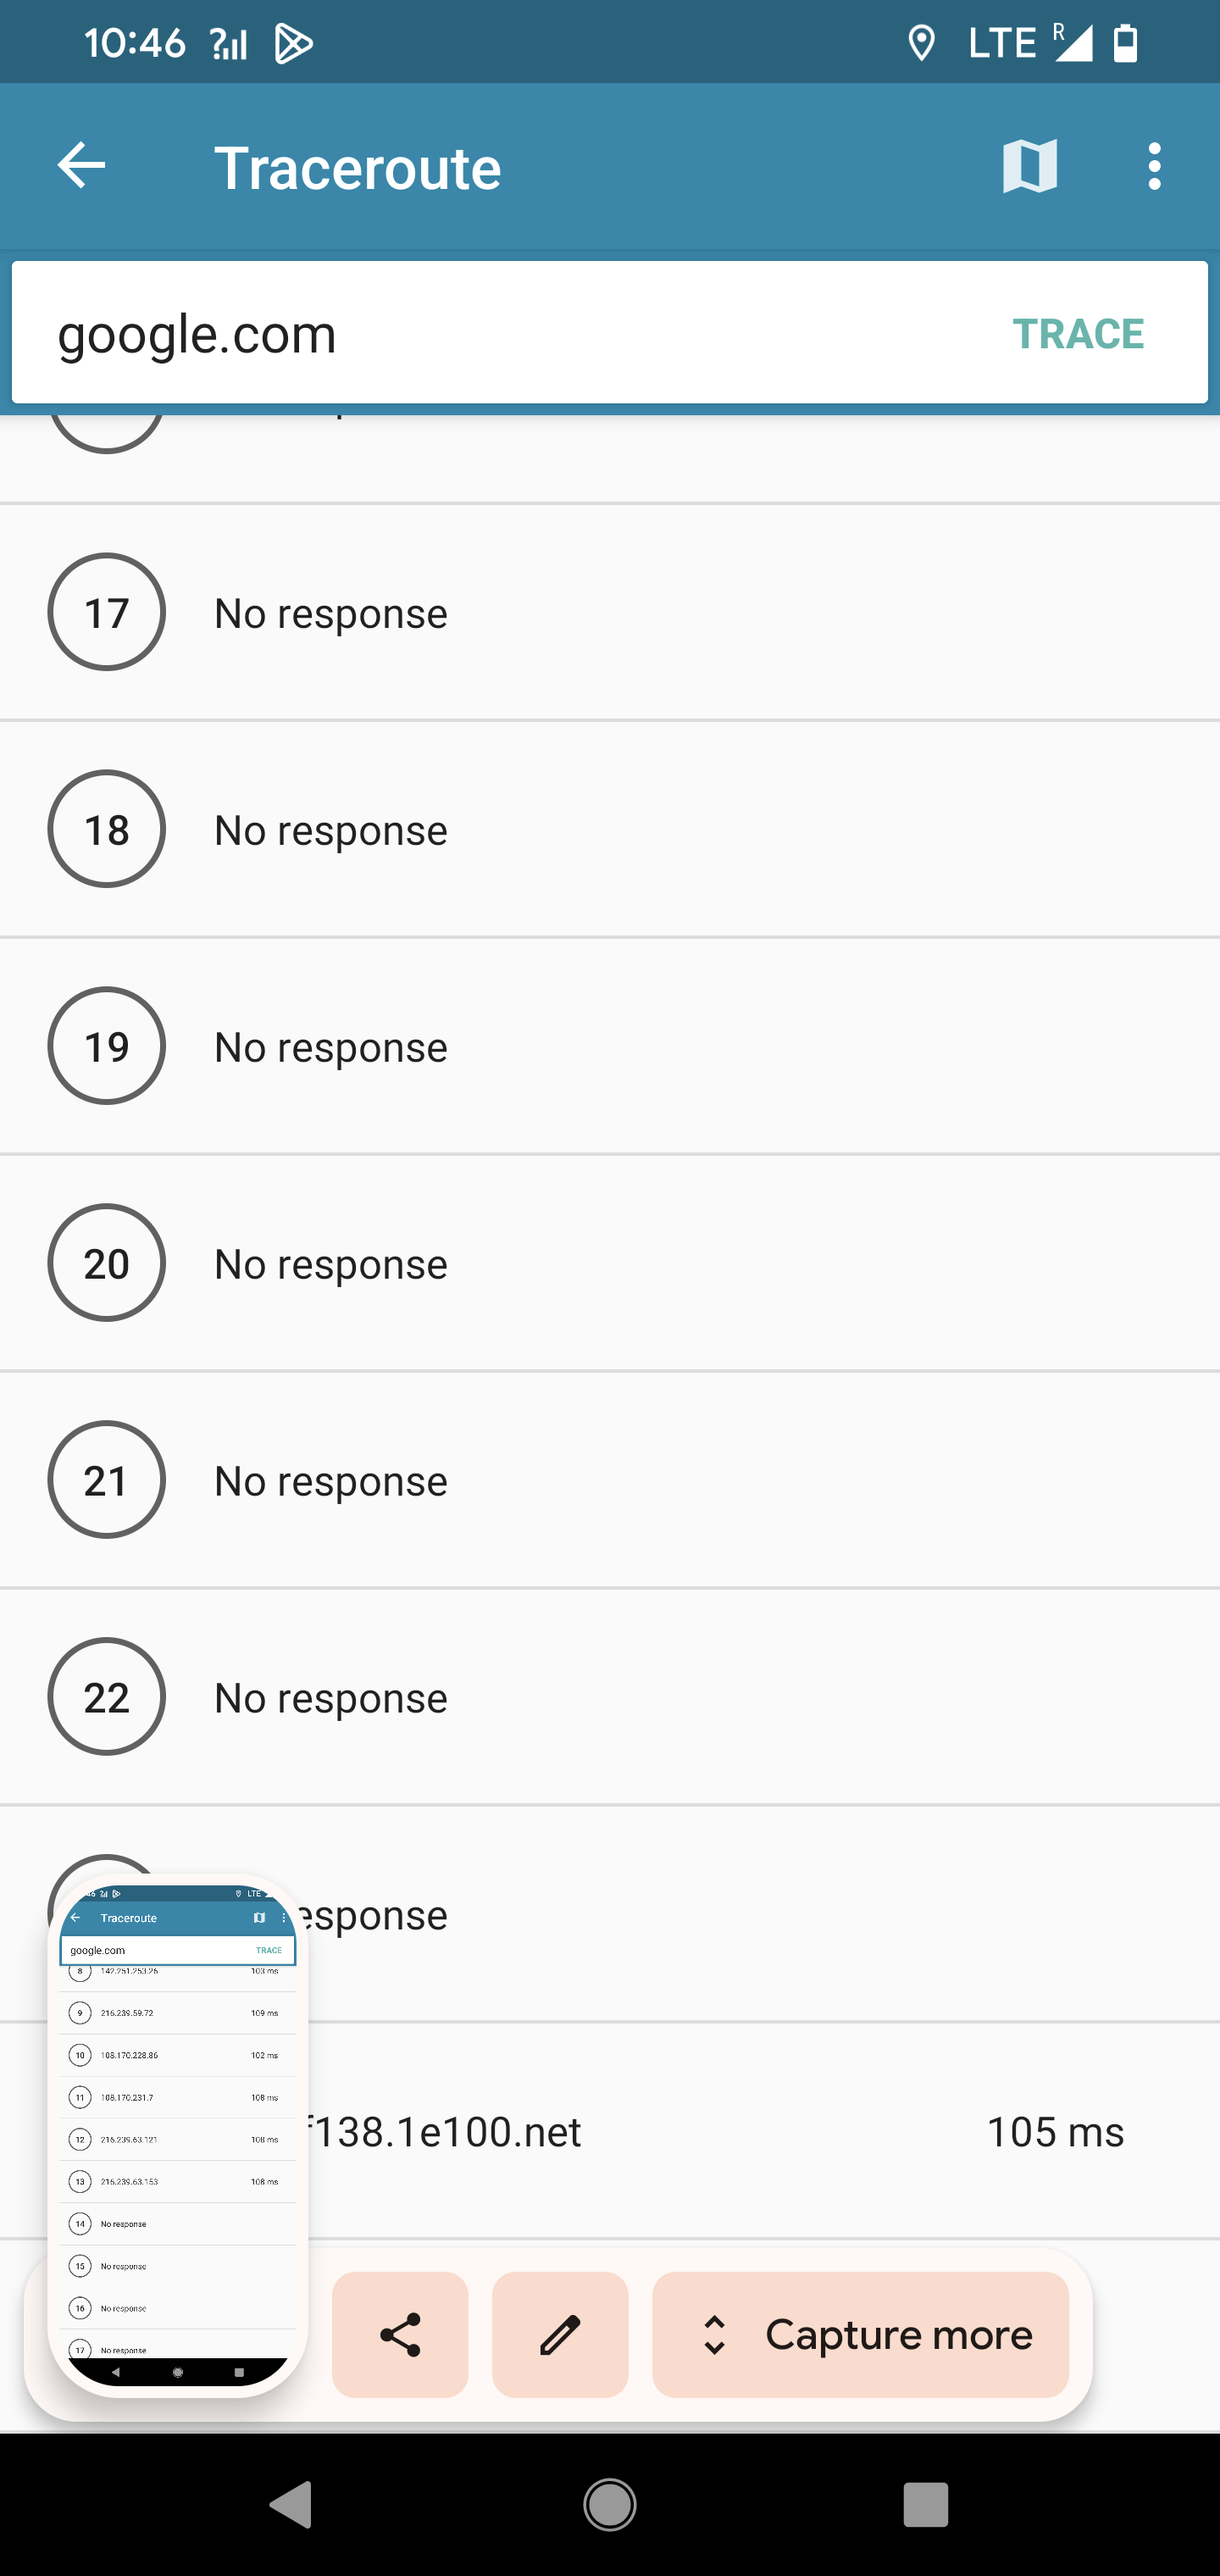 10:46 LTE R
Traceroute
google.com TRACE
17 No response
18 No response
19 No response
20 No response
21 No response
22 No response
esponse
f138.1e100.net 105 ms
46 LTE
Traceroute
google.com TRACE
8 142.251.253.26 103 ms
9 216.239.59.72 109 ms
10 108.170.228.86 102 ms
11 108.170.231.7 108 ms
12 216.239.63.121 108 ms
13 216.239.63.153 108 ms
14 No response
15 No response
16 No response
17 No response
Capture more